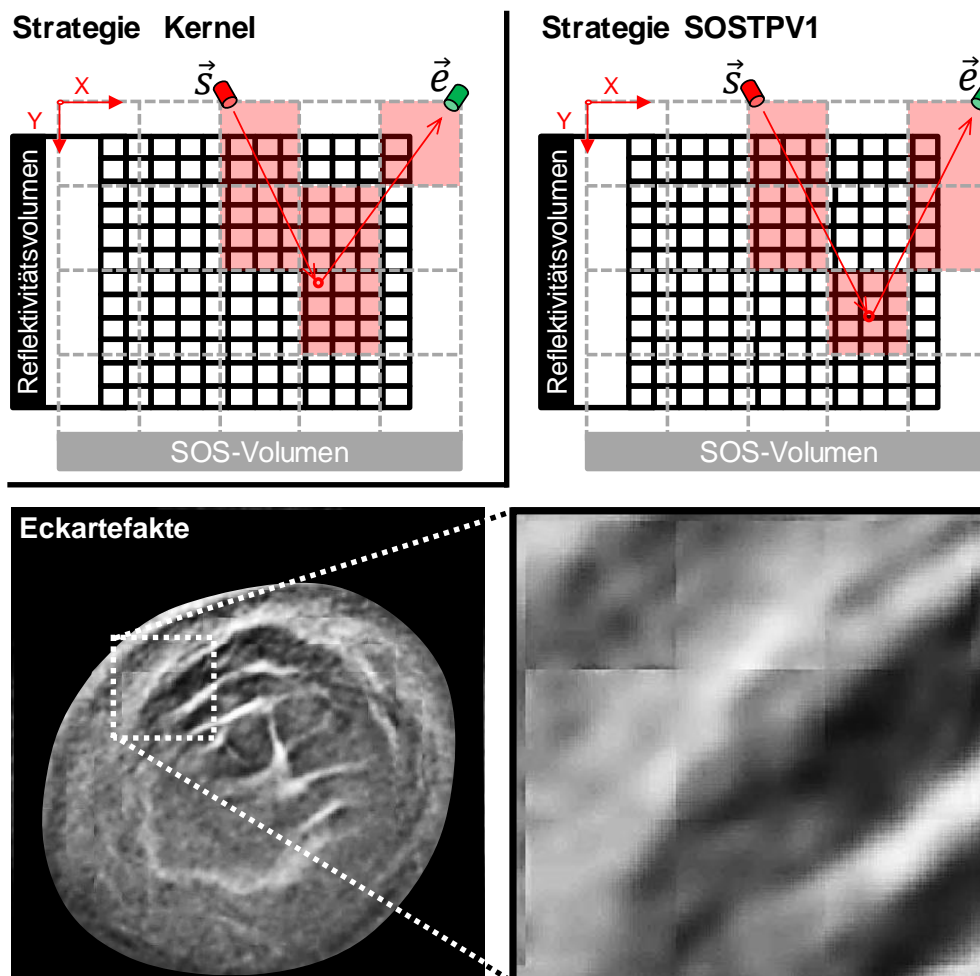 Strategie Kernel
X
Y
s
e
Reflektivitätsvolumen
SOS-Volumen
Strategie SOSTPV1
X
Y
s
e
Reflektivitätsvolumen
SOS-Volumen
Eckartefakte